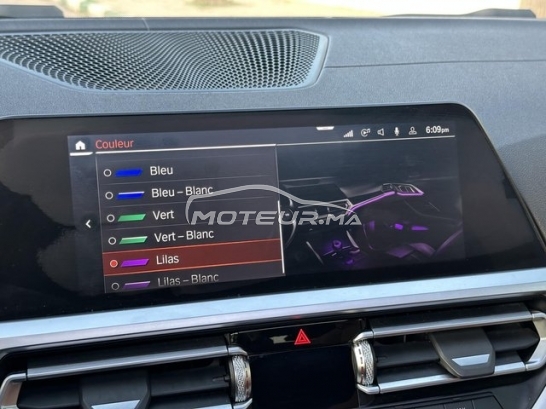 Couleur
6:09pm
Bleu
Bleu – Blanc
Vert
MOTEUR.MA
Vert – Blanc
Lilas
Lilas – Blanc